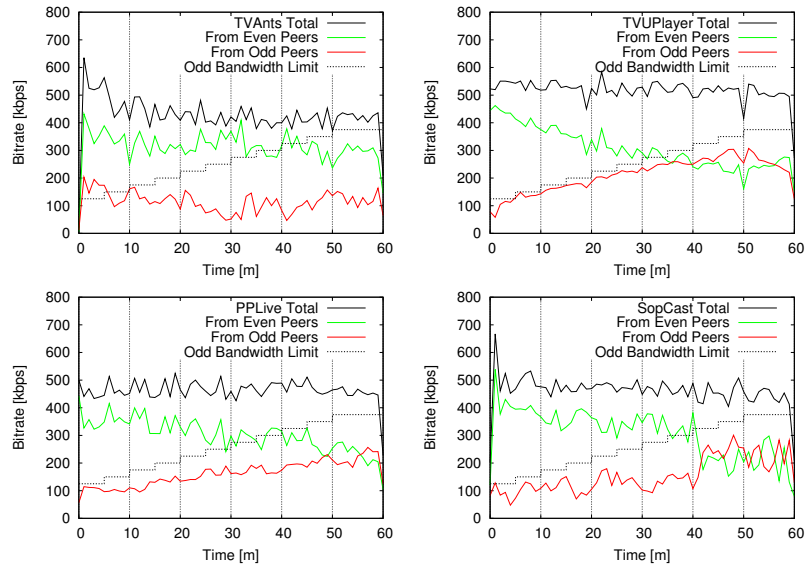 TVAnts Total
From Even Peers
From Odd Peers
Odd Bandwidth Limit
800
700
600
500
400
300
200
100
0
Bitrate [kbps]
0 10 20 30 40 50 60
Time [m]
TVUPlayer Total
From Even Peers
From Odd Peers
Odd Bandwidth Limit
800
700
600
500
400
300
200
100
0
Bitrate [kbps]
0 10 20 30 40 50 60
Time [m]
PPLive Total
From Even Peers
From Odd Peers
Odd Bandwidth Limit
800
700
600
500
400
300
200
100
0
Bitrate [kbps]
0 10 20 30 40 50 60
Time [m]
SopCast Total
From Even Peers
From Odd Peers
Odd Bandwidth Limit
800
700
600
500
400
300
200
100
0
Bitrate [kbps]
0 10 20 30 40 50 60
Time [m]